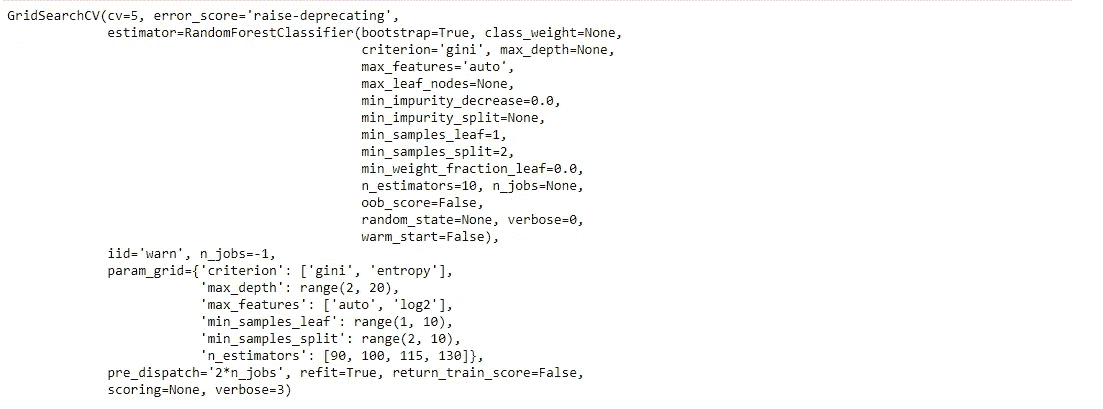 GridSearchCV(cv=5, error_score='raise-deprecating',
             estimator=RandomForestClassifier(bootstrap=True, class_weight=None,
                                              criterion='gini', max_depth=None,
                                              max_features='auto',
                                              max_leaf_nodes=None,
                                              min_impurity_decrease=0.0,
                                              min_impurity_split=None,
                                              min_samples_leaf=1,
                                              min_samples_split=2,
                                              min_weight_fraction_leaf=0.0,
                                              n_estimators=10, n_jobs=None,
                                              oob_score=False,
                                              random_state=None, verbose=0,
                                              warm_start=False),
             iid='warn', n_jobs=-1,
             param_grid={'criterion': ['gini', 'entropy'],
                         'max_depth': range(2, 20),
                         'max_features': ['auto', 'log2'],
                         'min_samples_leaf': range(1, 10),
                         'min_samples_split': range(2, 10),
                         'n_estimators': [90, 100, 115, 130]},
             pre_dispatch='2*n_jobs', refit=True, return_train_score=False,
             scoring=None, verbose=3)